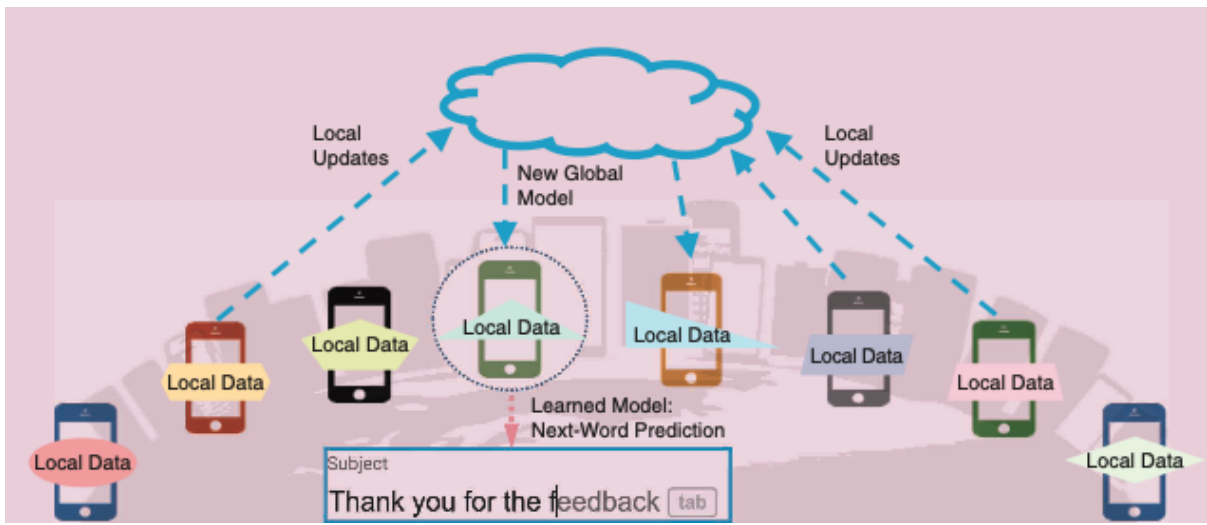 Local
Updates
Local
Updates
New Global
Model
Local Data
Local Data
Local Data
Local Data
Local Data
Local Data
Local Data
Local Data
Learned Model:
Next-Word Prediction
Subject
Thank you for the feedback tab